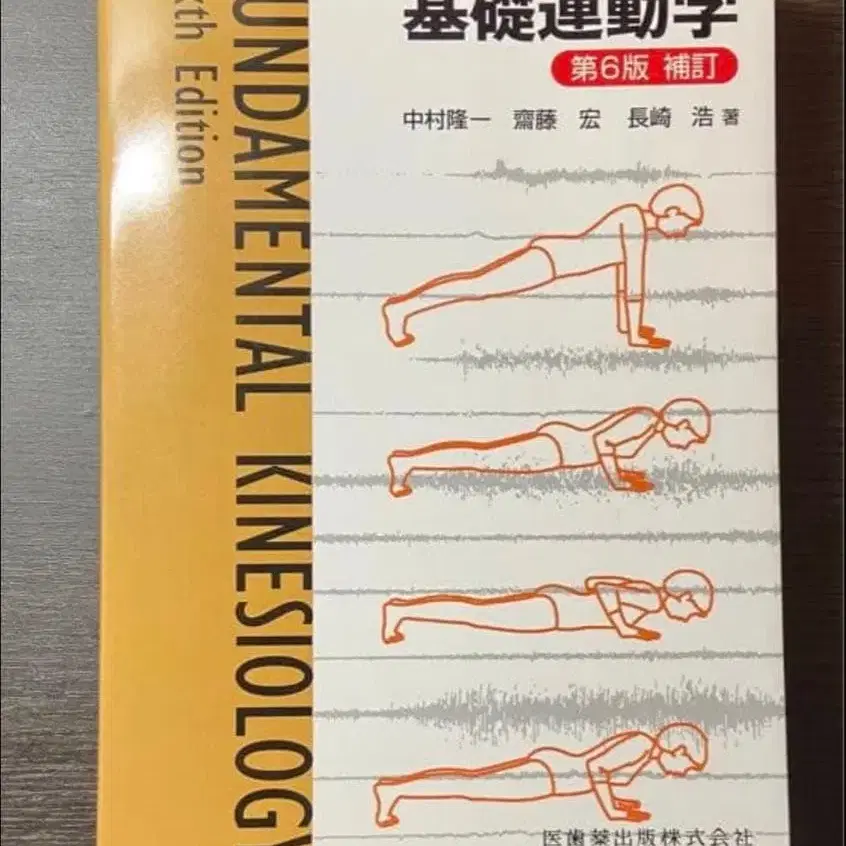 基礎運動学
第6版 補訂
中村隆一 齋藤 宏 長崎 浩 著
UNDAMENTAL KINESIOLOGY
xth Edition
医歯薬出版株式会社